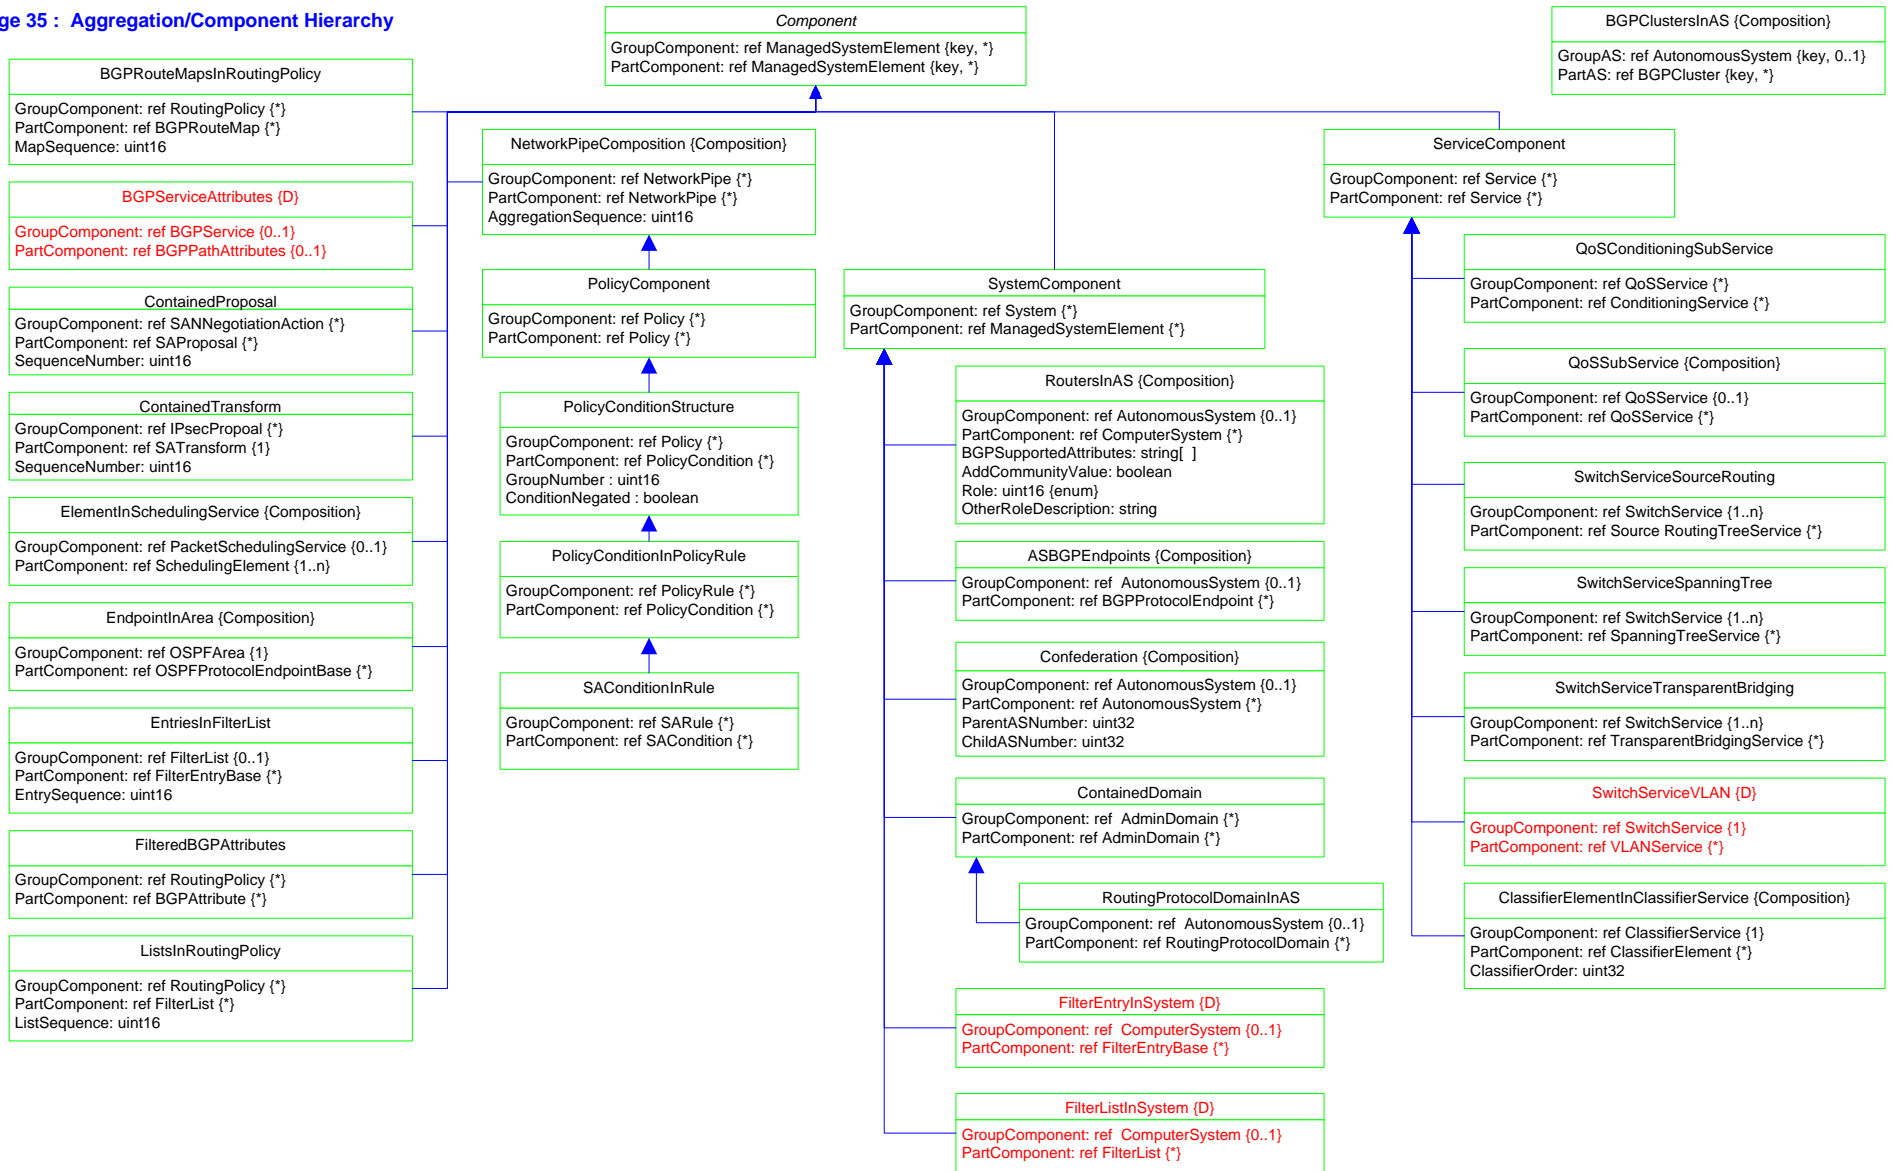 ge 35 :  Aggregation/Component Hierarchy
Component
GroupComponent: ref ManagedSystemElement {key, *}
PartComponent: ref ManagedSystemElement {key, *}
BGPClustersInAS {Composition}
GroupAS: ref AutonomousSystem {key, 0..1}
PartAS: ref BGPCluster {key, *}
BGPRouteMapsInRoutingPolicy
GroupComponent: ref RoutingPolicy {*}
PartComponent: ref BGPRouteMap {*}
MapSequence: uint16
BGPServiceAttributes {D}
GroupComponent: ref BGPService {0..1}
PartComponent: ref BGPPathAttributes {0..1}
ContainedProposal
GroupComponent: ref SANNegotiationAction {*}
PartComponent: ref SAProposal {*}
SequenceNumber: uint16
ContainedTransform
GroupComponent: ref IPsecPropoal {*}
PartComponent: ref SATransform {1}
SequenceNumber: uint16
ElementInSchedulingService {Composition}
GroupComponent: ref PacketSchedulingService {0..1}
PartComponent: ref SchedulingElement {1..n}
EndpointInArea {Composition}
GroupComponent: ref OSPFArea {1}
PartComponent: ref OSPFProtocolEndpointBase {*}
EntriesInFilterList
GroupComponent: ref FilterList {0..1}
PartComponent: ref FilterEntryBase {*}
EntrySequence: uint16
FilteredBGPAttributes
GroupComponent: ref RoutingPolicy {*}
PartComponent: ref BGPAttribute {*}
ListsInRoutingPolicy
GroupComponent: ref RoutingPolicy {*}
PartComponent: ref FilterList {*}
ListSequence: uint16
NetworkPipeComposition {Composition}
GroupComponent: ref NetworkPipe {*}
PartComponent: ref NetworkPipe {*}
AggregationSequence: uint16
PolicyComponent
GroupComponent: ref Policy {*}
PartComponent: ref Policy {*}
PolicyConditionStructure
GroupComponent: ref Policy {*}
PartComponent: ref PolicyCondition {*}
GroupNumber : uint16
ConditionNegated : boolean
PolicyConditionInPolicyRule
GroupComponent: ref PolicyRule {*}
PartComponent: ref PolicyCondition {*}
SAConditionInRule
GroupComponent: ref SARule {*}
PartComponent: ref SACondition {*}
SystemComponent
GroupComponent: ref System {*}
PartComponent: ref ManagedSystemElement {*}
RoutersInAS {Composition}
GroupComponent: ref AutonomousSystem {0..1}
PartComponent: ref ComputerSystem {*}
BGPSupportedAttributes: string[  ]
AddCommunityValue: boolean
Role: uint16 {enum}
OtherRoleDescription: string
ASBGPEndpoints {Composition}
GroupComponent: ref  AutonomousSystem {0..1}
PartComponent: ref BGPProtocolEndpoint {*}
Confederation {Composition}
GroupComponent: ref AutonomousSystem {0..1}
PartComponent: ref AutonomousSystem {*}
ParentASNumber: uint32
ChildASNumber: uint32
ContainedDomain
GroupComponent: ref  AdminDomain {*}
PartComponent: ref AdminDomain {*}
RoutingProtocolDomainInAS
GroupComponent: ref  AutonomousSystem {0..1}
PartComponent: ref RoutingProtocolDomain {*}
FilterEntryInSystem {D}
GroupComponent: ref  ComputerSystem {0..1}
PartComponent: ref FilterEntryBase {*}
FilterListInSystem {D}
GroupComponent: ref  ComputerSystem {0..1}
PartComponent: ref FilterList {*}
ServiceComponent
GroupComponent: ref Service {*}
PartComponent: ref Service {*}
QoSConditioningSubService
GroupComponent: ref QoSService {*}
PartComponent: ref ConditioningService {*}
QoSSubService {Composition}
GroupComponent: ref QoSService {0..1}
PartComponent: ref QoSService {*}
SwitchServiceSourceRouting
GroupComponent: ref SwitchService {1..n}
PartComponent: ref Source RoutingTreeService {*}
SwitchServiceSpanningTree
GroupComponent: ref SwitchService {1..n}
PartComponent: ref SpanningTreeService {*}
SwitchServiceTransparentBridging
GroupComponent: ref SwitchService {1..n}
PartComponent: ref TransparentBridgingService {*}
SwitchServiceVLAN {D}
GroupComponent: ref SwitchService {1}
PartComponent: ref VLANService {*}
ClassifierElementInClassifierService {Composition}
GroupComponent: ref ClassifierService {1}
PartComponent: ref ClassifierElement {*}
ClassifierOrder: uint32